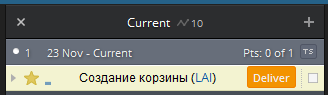 Current 10
1 23 Nov - Current Pts: 0 of 1 TS
Создание корзины (LAI) Deliver